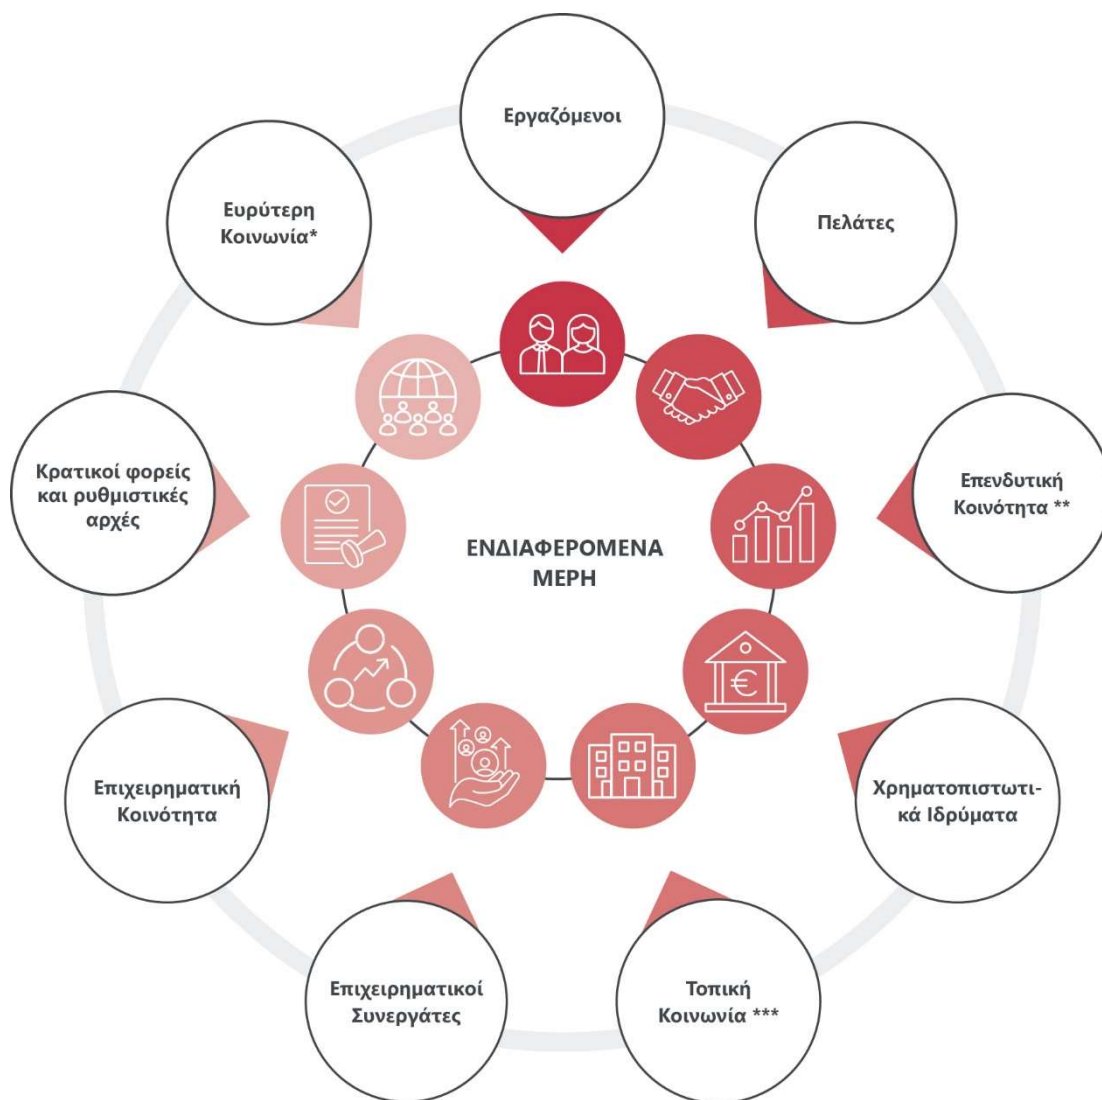 Εργαζόμενοι
Πελάτες
Επενδυτική
Κοινότητα **
Χρηματοπιστωτι-
κά Ιδρύματα
Τοπική
Κοινωνία ***
Επιχειρηματικοί
Συνεργάτες
Επιχειρηματική
Κοινότητα
Κρατικοί φορείς
και ρυθμιστικές
αρχές
Ευρύτερη
Κοινωνία*
ΕΝΔΙΑΦΕΡΟΜΕΝΑ
ΜΕΡΗ
€